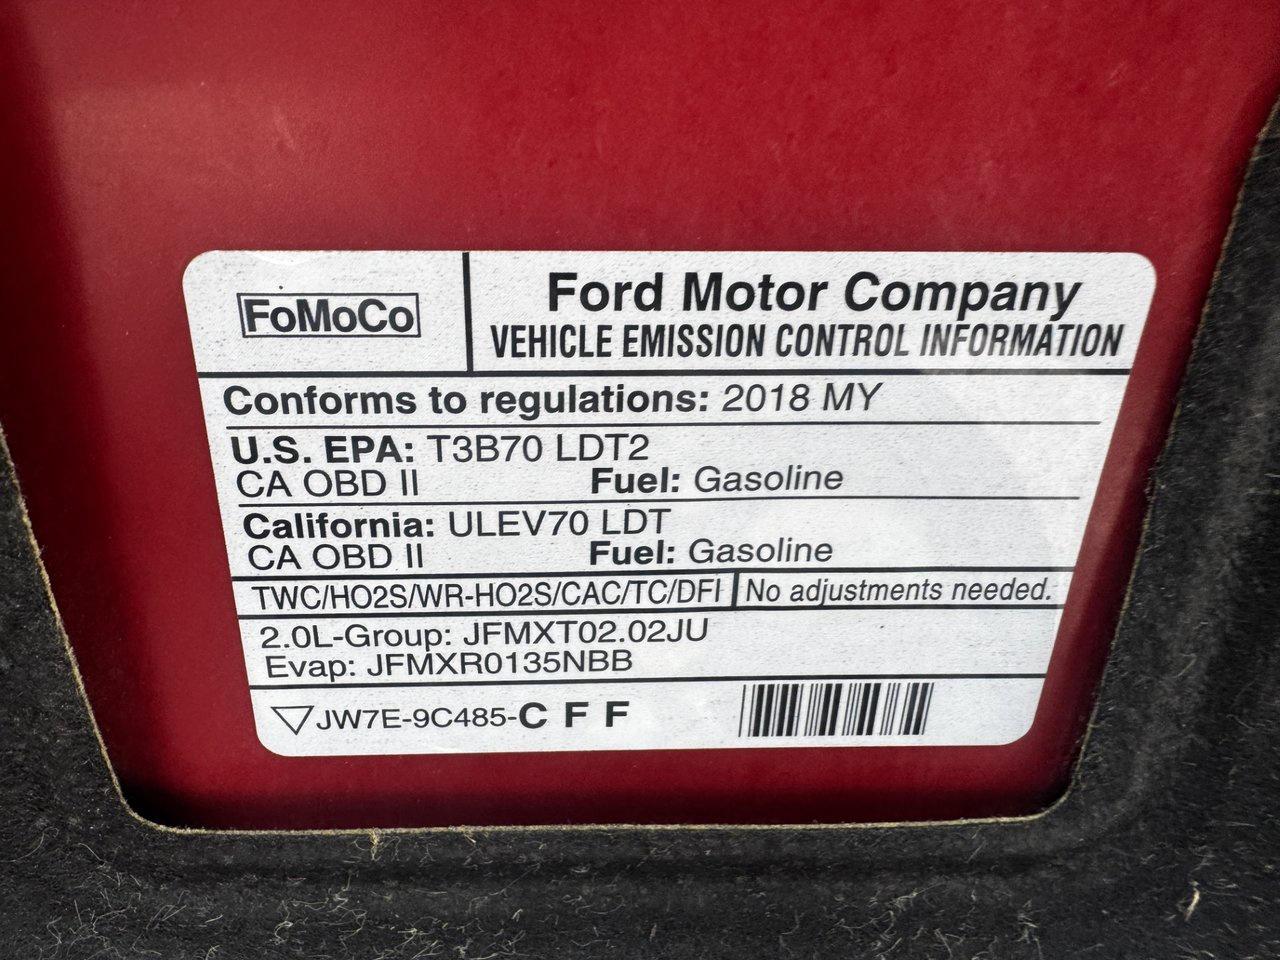 FoMoCo
Ford Motor Company
VEHICLE EMISSION CONTROL INFORMATION
Conforms to regulations: 2018 MY
U.S. EPA: T3B70 LDT2
CA OBD II Fuel: Gasoline
California: ULEV70 LDT
CA OBD II Fuel: Gasoline
TWC/HO2S/WR-HO2S/CAC/TC/DFI No adjustments needed.
2.0L-Group: JFMXT02.02JU
Evap: JFMXR0135NBB
JW7E-9C485-C F F